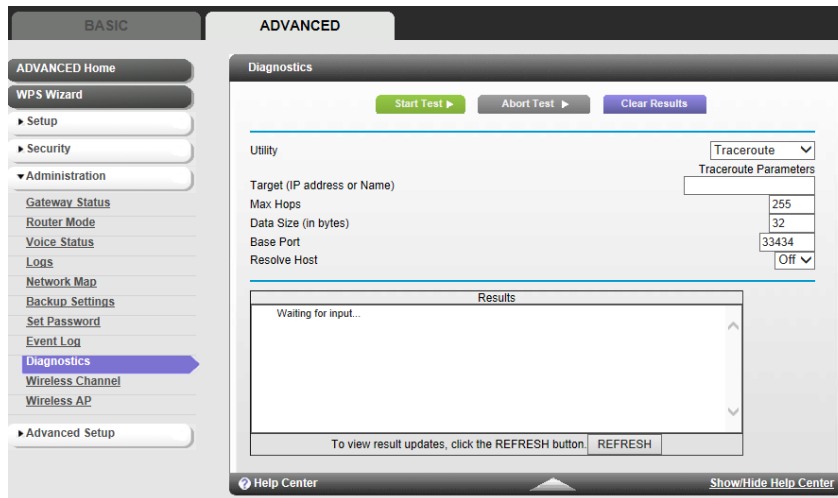 BASIC
ADVANCED
ADVANCED Home
WPS Wizard
Setup
Security
Administration
Gateway Status
Router Mode
Voice Status
Logs
Network Map
Backup Settings
Set Password
Event Log
Diagnostics
Wireless Channel
Wireless AP
Advanced Setup
Diagnostics
Start Test
Abort Test
Clear Results
Utility
Traceroute
Traceroute Parameters
Target (IP address or Name)
Max Hops 255
Data Size (in bytes) 32
Base Port 33434
Resolve Host Off
Results
Waiting for input...
To view result updates, click the REFRESH button. REFRESH
? Help Center
Show/Hide Help Center